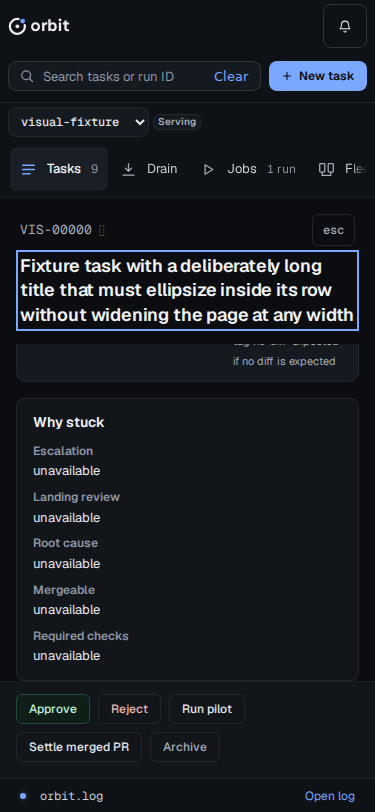 orbit
Search tasks or run ID Clear
+ New task
visual-fixture Serving
Tasks 9 Drain Jobs 1 run Flee
VIS-00000 esc
Fixture task with a deliberately long
title that must ellipsize inside its row
without widening the page at any width
if no diff is expected
Why stuck
Escalation
unavailable
Landing review
unavailable
Root cause
unavailable
Mergeable
unavailable
Required checks
unavailable
Approve Reject Run pilot
Settle merged PR Archive
orbit.log Open log